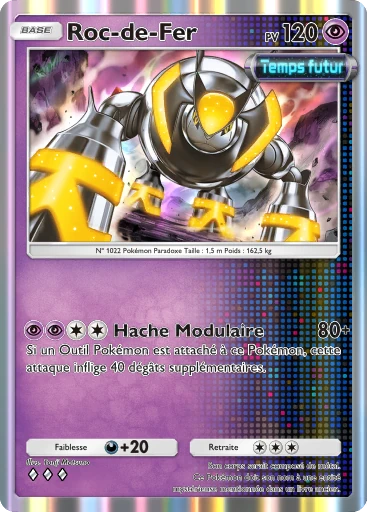 BASE
Roc-de-Fer
PV 120
Temps futur
N° 1022 Pokémon Paradoxe Taille : 1,5 m Poids : 162,5 kg
Hache Modulaire 80+
Si un Outil Pokémon est attaché à ce Pokémon, cette
attaque inflige 40 dégâts supplémentaires.
Faiblesse +20 Retraite
Illus.
Son corps serait composé de métal.
Ce Pokémon doit son nom à une entité
mystérieuse mentionnée dans un livre ancien.